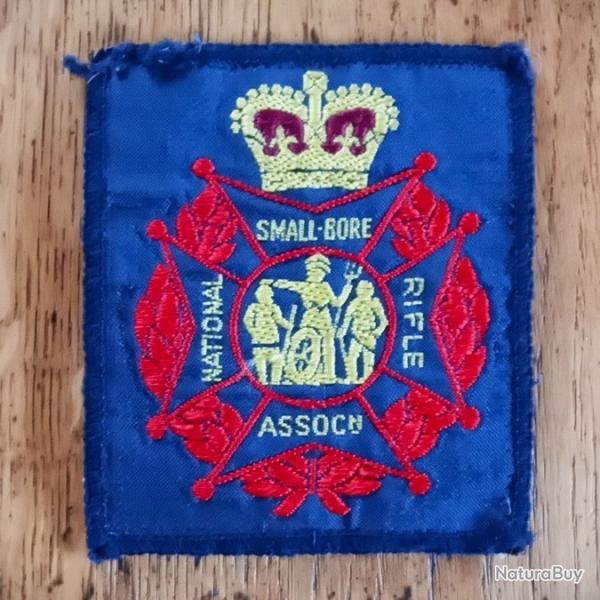 SMALL-BORE
NATIONAL
RIFLE
ASSOCN
NaturaBuy